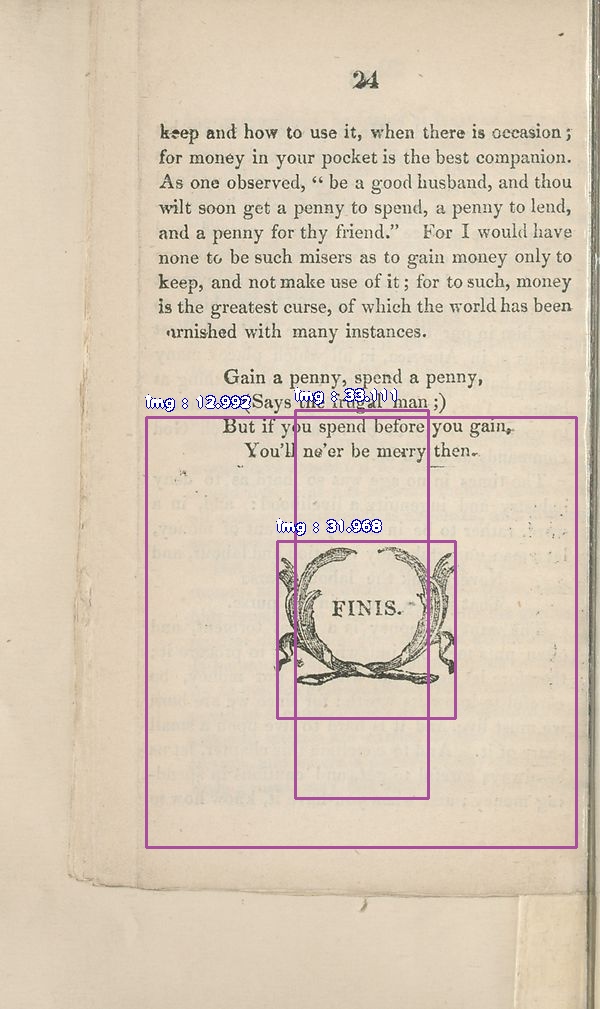 24
keep and how to use it, when there is occasion;
for money in your pocket is the best companion.
As one observed, “ be a good husband, and thou
wilt soon get a penny to spend, a penny to lend,
and a penny for thy friend.” For I would have
none to be such misers as to gain money only to
keep, and not make use of it; for to such, money
is the greatest curse, of which the world has been
urnished with many instances.
Gain a penny, spend a penny,
img : 12.992
img : 33.111
(Says the frugal man;)
But if you spend before you gain,
You'll ne'er be merry then.
img : 31.968
FINIS.